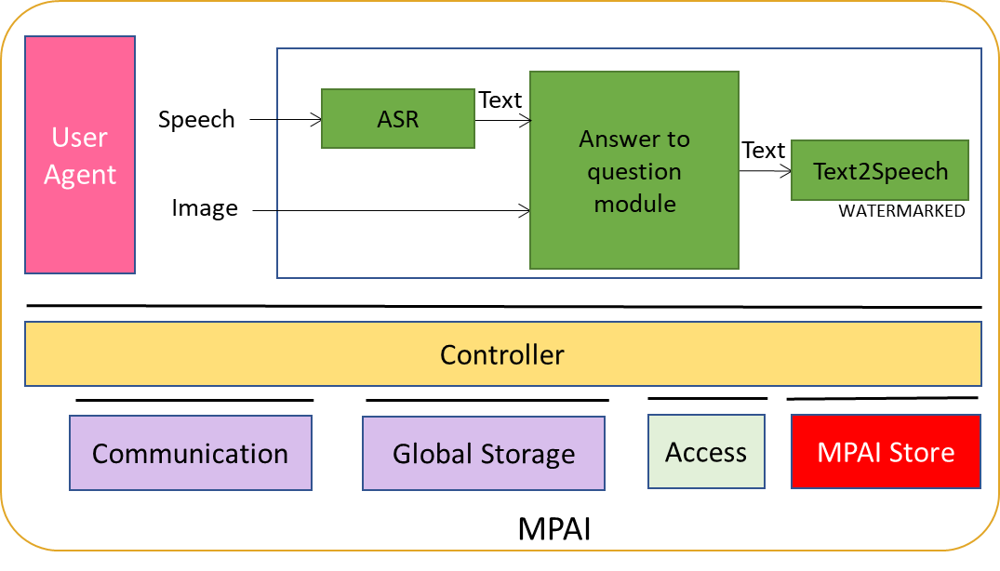 User
Agent
Speech
ASR
Text
Image
Answer to
question
module
Text
Text2Speech
WATERMARKED
Controller
Communication
Global Storage
Access
MPAI Store
MPAI